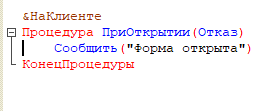 &НаКлиенте
Процедура ПриОткрытии(Отказ)
Сообщить("Форма открыта")
КонецПроцедуры